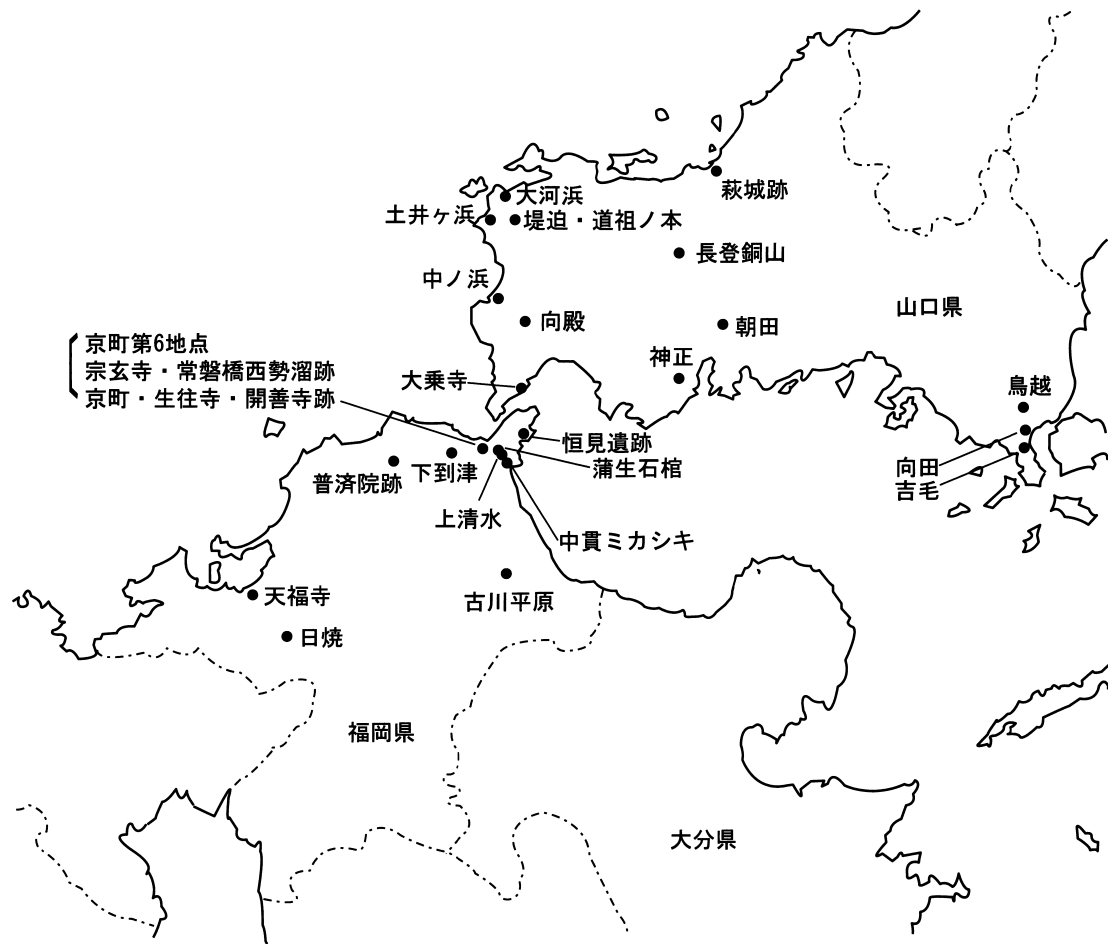 萩城跡
大河浜
土井ヶ浜
堤迫・道祖ノ本
長登銅山
中ノ浜
山口県
向殿
朝田
京町第6地点
宗玄寺・常磐橋西勢溜跡
京町・生往寺・開善寺跡
神正
大乗寺
鳥越
恒見遺跡
向田
蒲生石棺
下到津
普済院跡
吉毛
上清水
中貫ミカシキ
天福寺
古川平原
日焼
福岡県
大分県